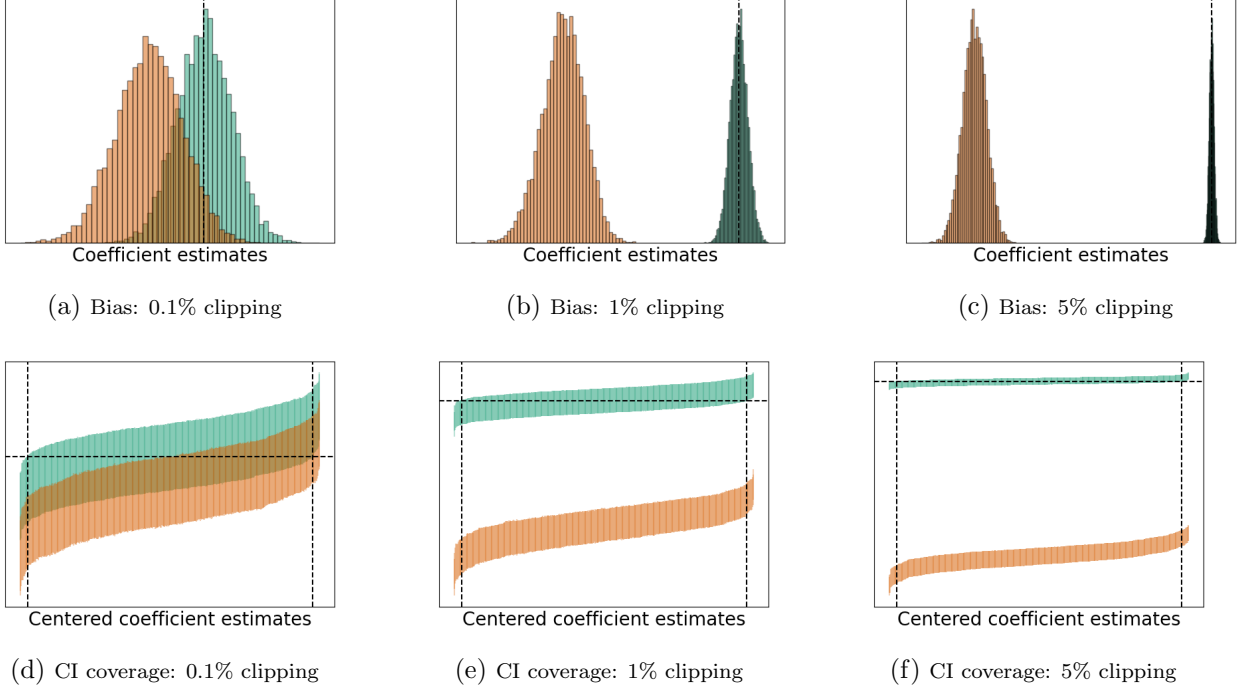 Coefficient estimates
Coefficient estimates
Coefficient estimates
(a) Bias: 0.1% clipping
(b) Bias: 1% clipping
(c) Bias: 5% clipping
Centered coefficient estimates
Centered coefficient estimates
Centered coefficient estimates
(d) CI coverage: 0.1% clipping
(e) CI coverage: 1% clipping
(f) CI coverage: 5% clipping